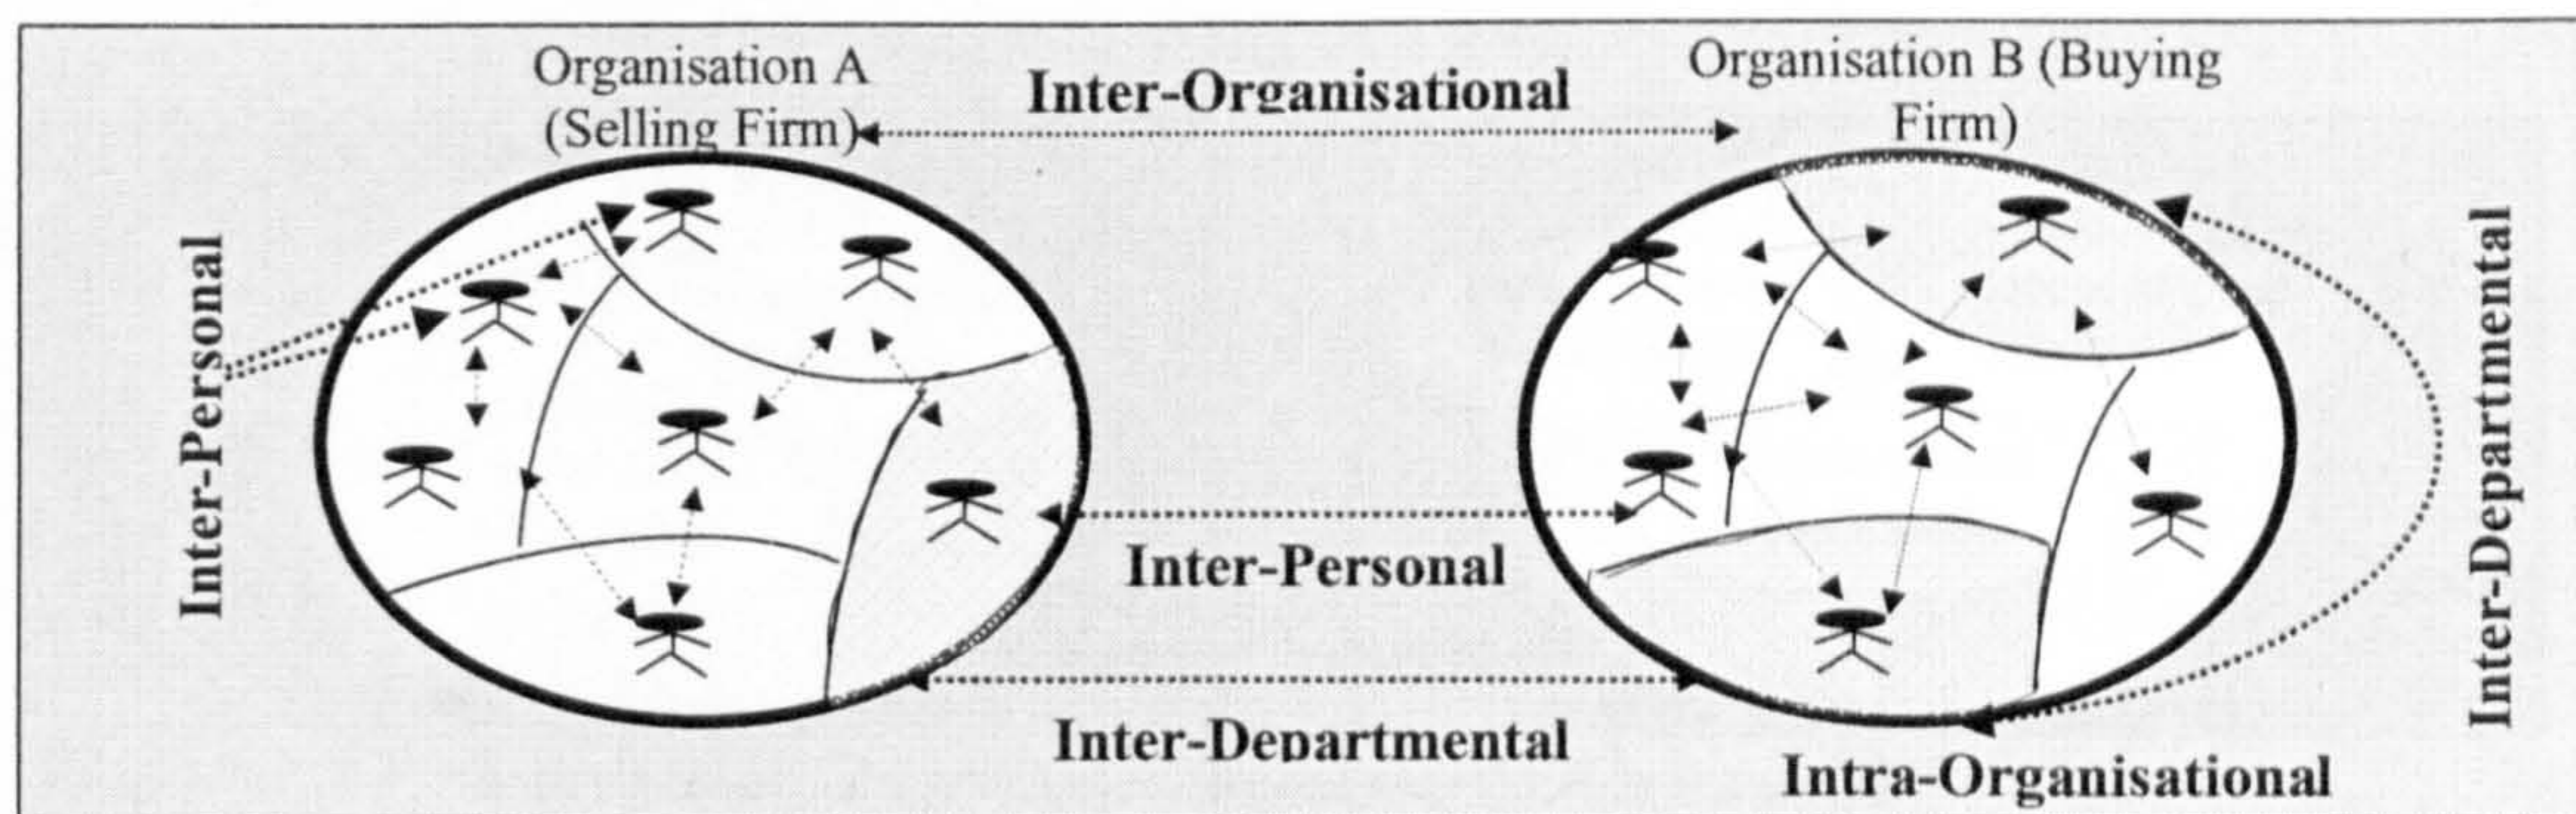 Organisation A
(Selling Firm)
Inter-Organisational
Organisation B (Buying
Firm)
Inter-Personal
Inter-Personal
Inter-Departmental
Inter-Departmental
Intra-Organisational